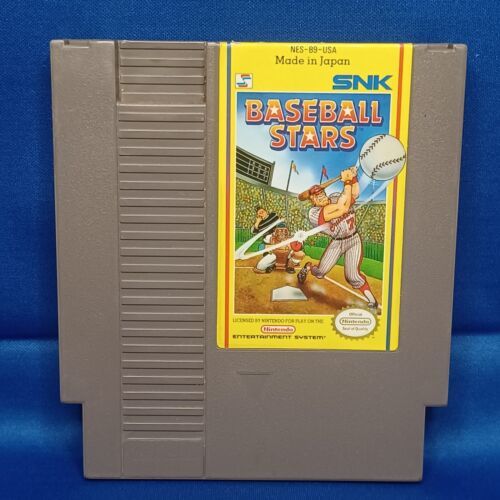 NES-B9-USA
Made in Japan
SNK
BASEBALL
STARS
7
LICENSED BY NINTENDO FOR PLAY ON THE
Nintendo
ENTERTAINMENT SYSTEM
Official
Nintendo
Seal of Quality